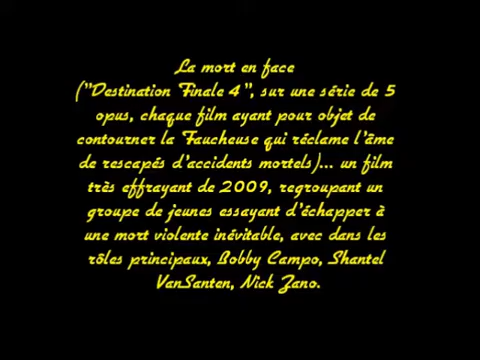 La mort en face
("Destination Finale 4", sur une série de 5
opus, chaque film ayant pour objet de
contourner la Faucheuse qui réclame l'âme
de rescapés d'accidents mortels)... un film
très effrayant de 2009, regroupant un
groupe de jeunes essayant d'échapper à
une mort violente inévitable, avec dans les
rôles principaux, Bobby Campo, Shantel
VanSanten, Nick Zano.